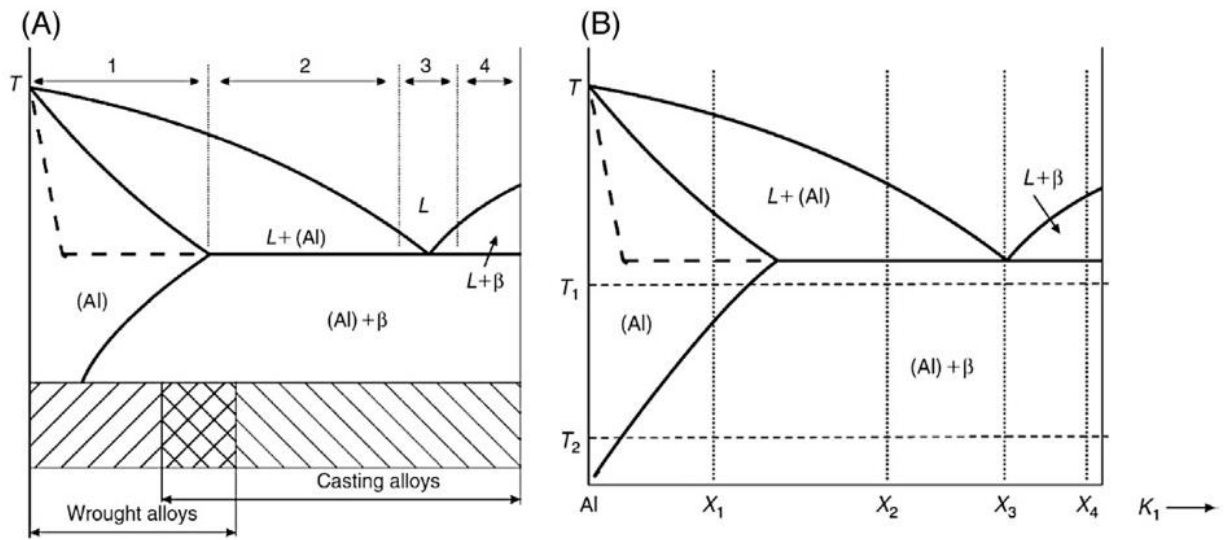 (A)
1 2 3 4
T
L
L+ (Al)
L+β
(Al)
(Al) +β
Casting alloys
Wrought alloys
(B)
T
L+β
L+ (Al)
T1
(Al)
(Al) +β
T2
Al X1 X2 X3 X4 K1